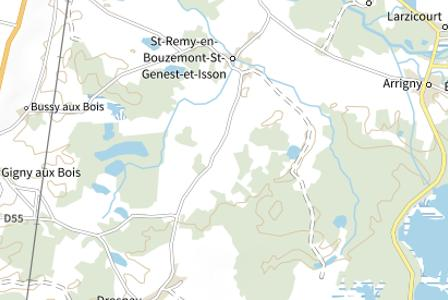 Larzicourt
St-Remy-en-
Bouzemont-St-
Genest-et-Isson
Arrigny
Bussy aux Bois
Gigny aux Bois
D55